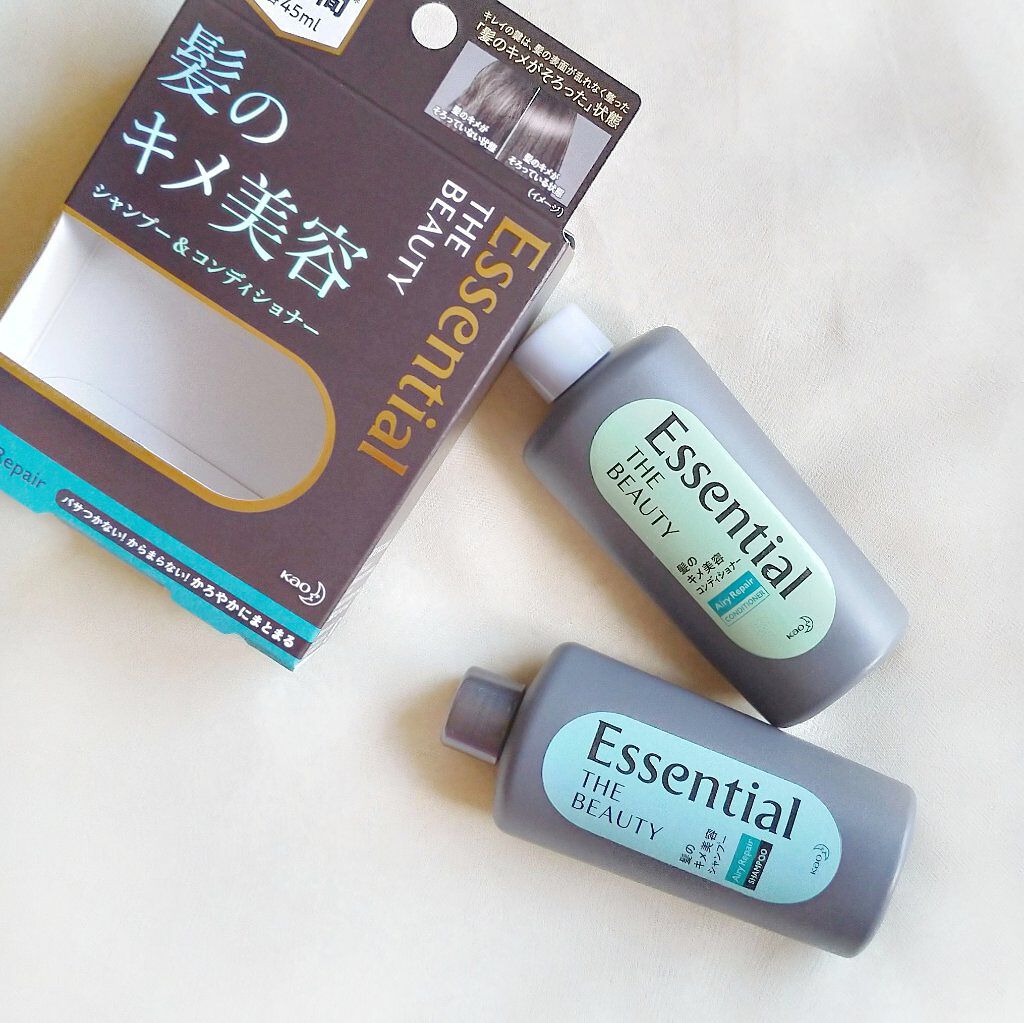 45ml
キレイの鍵は、髪の表面が乱れなく整った
「髪のキメがそろった」状態
髪のキメが
そろっていない状態
髪のキメが
そろっている状態
(イメージ)
髪の
キメ美容
シャンプー&コンディショナー
Essential
THE
BEAUTY
Repair
パサつかない!からまらない!かろやかにまとまる
Kao
Essential
THE
BEAUTY
髪の
キメ美容
コンディショナー
Airy Repair
CONDITIONER
Kao
Essential
THE
BEAUTY
髪の
キメ美容
シャンプー
Airy Repair
SHAMPOO
Kao